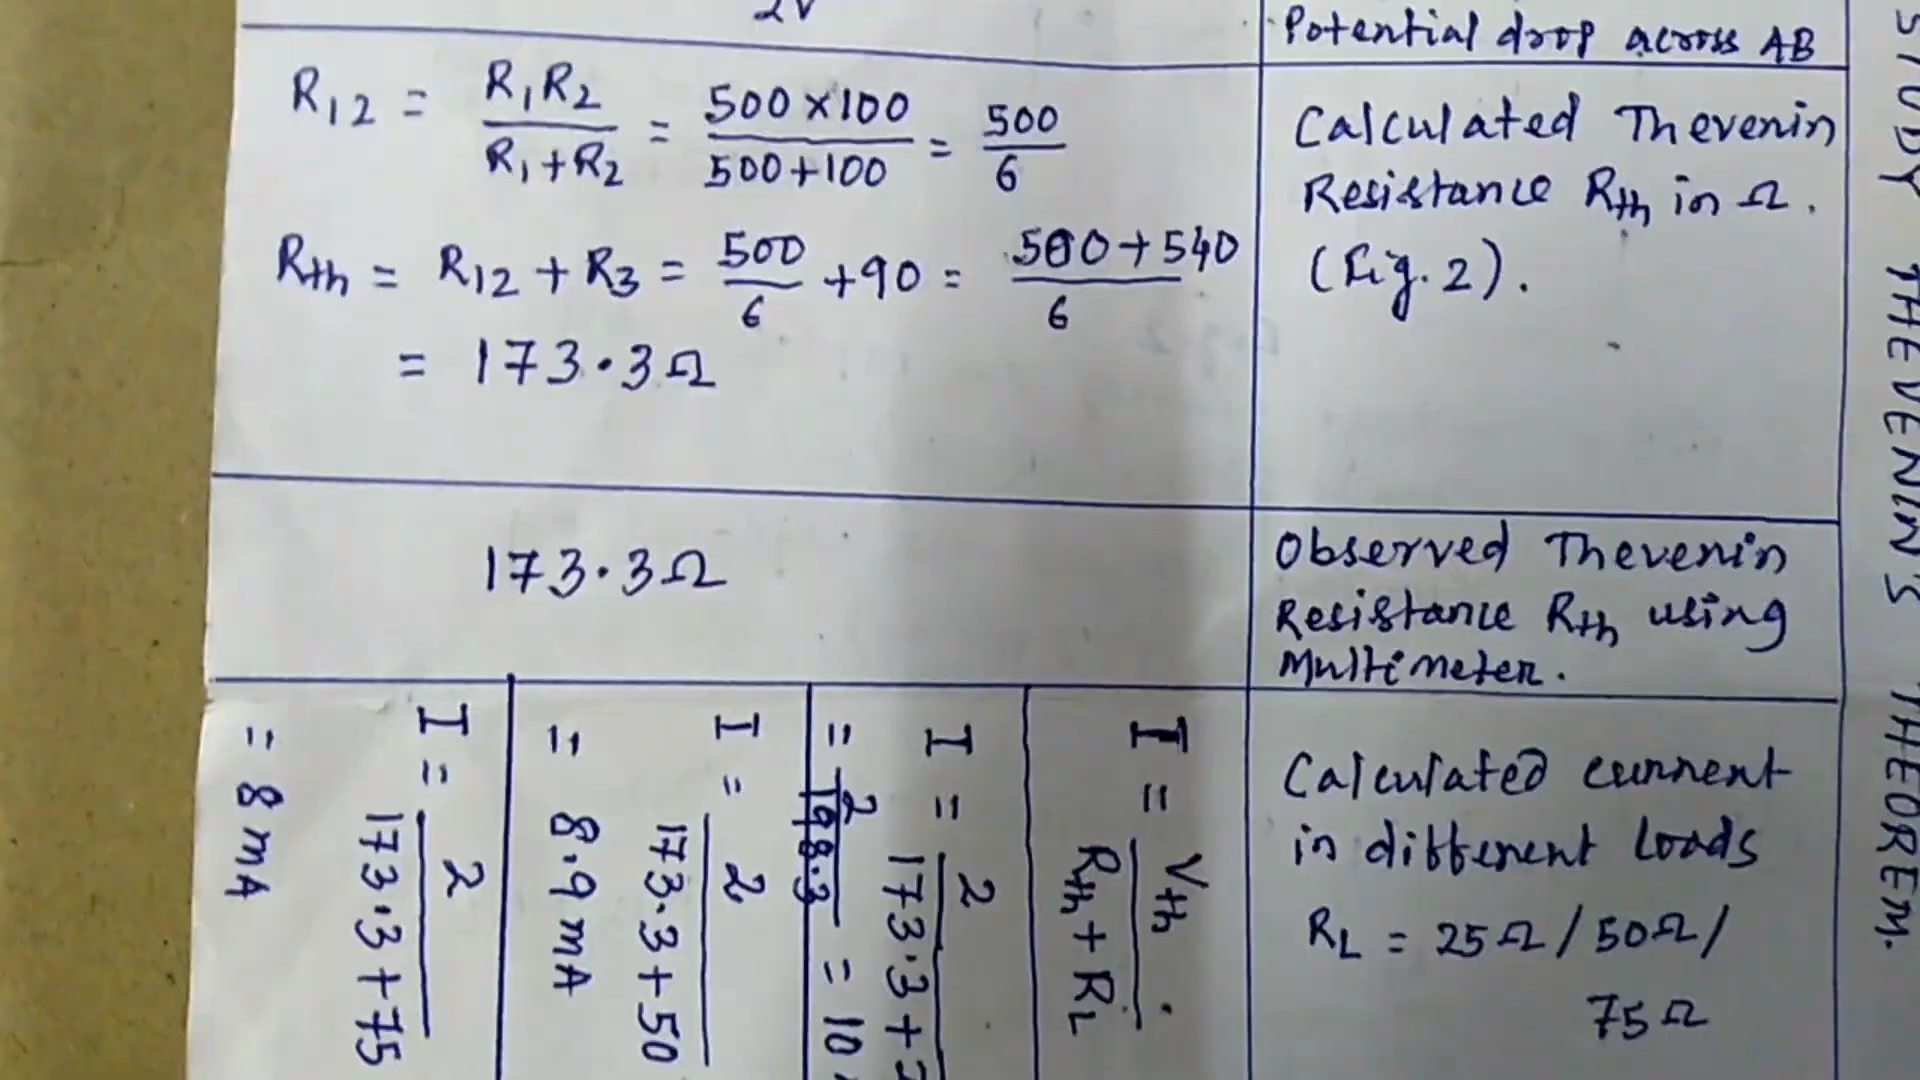 2V
Potential drop across AB
R12 = R1R2 / R1+R2 = 500×100 / 500+100 = 500 / 6
Rth = R12 + R3 = 500 / 6 + 90 = 500+540 / 6
= 173.3Ω
Calculated Thevenin
Resistance Rth in Ω.
(Fig. 2).
173.3Ω
Observed Thevenin
Resistance Rth using
Multimeter.
I = Vth / Rth + RL.
I = 2 / 173.3 +
= 2 / 198.3 = 10
I = 2 / 173.3 + 50
= 8.9 mA
I = 2 / 173.3 + 75
= 8 mA
Calculated current
in different loads
RL = 25Ω / 50Ω /
75Ω
STUDY THEVENIN'S THEOREM.